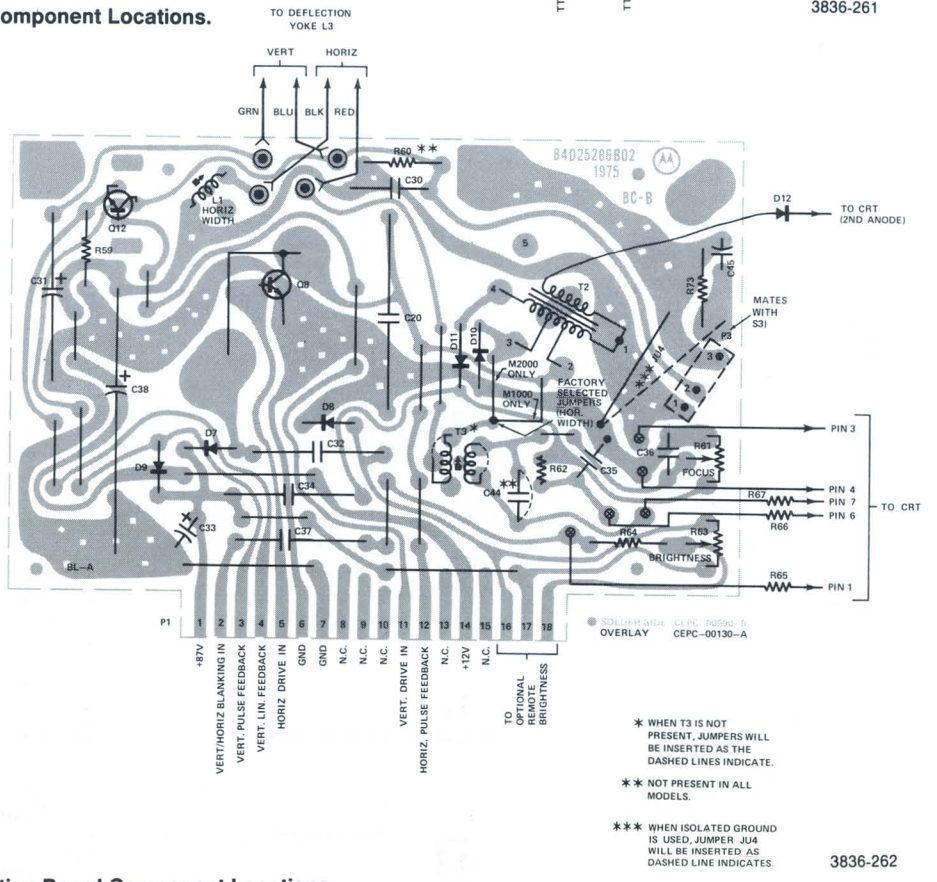 omponent Locations.
3836-261
TO DEFLECTION
YOKE L3
VERT HORIZ
GRN BLU BLK RED
R60 **
C30
84D25286B02
1975
BC-B
L1
HORIZ
WIDTH
Q12
D12
TO CRT
(2ND ANODE)
R59
5
C45
C31
Q8
T2
R73
4
MATES
WITH
S3)
C20
P3
D11
D10
3
1
2
JU4
***
3
2
1
M2000
ONLY
M1000
ONLY
FACTORY
SELECTED
JUMPERS
(HOR.
WIDTH)
C38
D8
D7
C32
T3 *
PIN 3
C36
R61
D9
R62
C35
FOCUS
C34
C44
**
PIN 4
R67
PIN 7
TO CRT
R66
PIN 6
C33
C37
R64
R63
BRIGHTNESS
BL-A
R65
PIN 1
P1
1 2 3 4 5 6 7 8 9 10 11 12 13 14 15 16 17 18
SOLDER SIDE
OVERLAY CEPC-00130-A
+87V
VERT/HORIZ BLANKING IN
VERT. PULSE FEEDBACK
VERT. LIN. FEEDBACK
HORIZ DRIVE IN
GND
GND
N.C.
N.C.
N.C.
VERT. DRIVE IN
HORIZ. PULSE FEEDBACK
N.C.
+12V
N.C.
TO
OPTIONAL
REMOTE
BRIGHTNESS
* WHEN T3 IS NOT
PRESENT, JUMPERS WILL
BE INSERTED AS THE
DASHED LINES INDICATE.
** NOT PRESENT IN ALL
MODELS.
*** WHEN ISOLATED GROUND
IS USED, JUMPER JU4
WILL BE INSERTED AS
DASHED LINE INDICATES.
3836-262